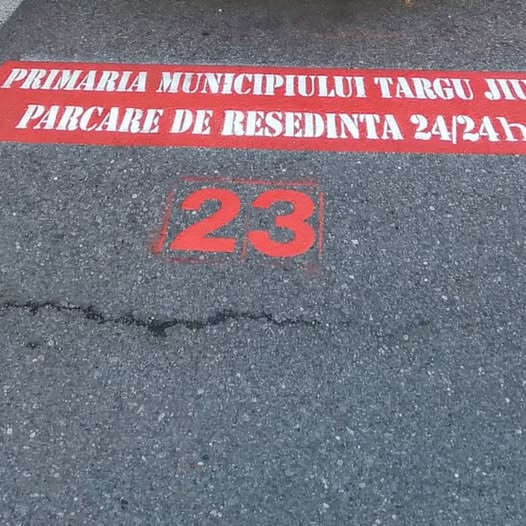 PRIMARIA MUNICIPIULUI TARGU JIU
PARCARE DE RESEDINTA 24/24h
23